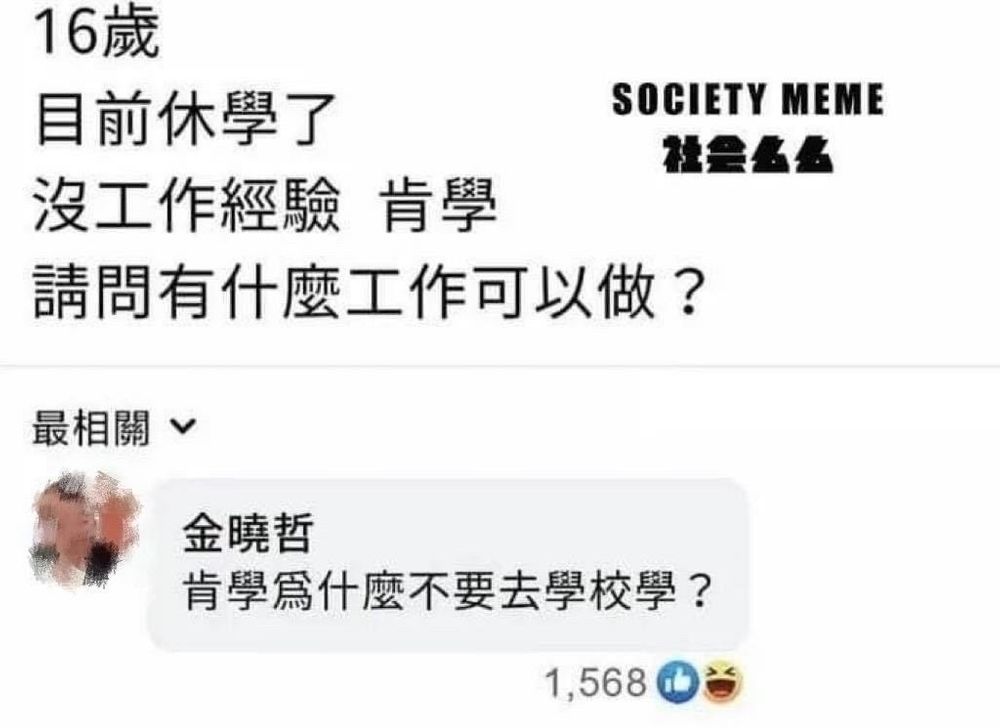 16歲
目前休學了
沒工作經驗 肯學
請問有什麼工作可以做？
SOCIETY MEME
社会厶厶
最相關
金曉哲
肯學爲什麼不要去學校學？
1,568